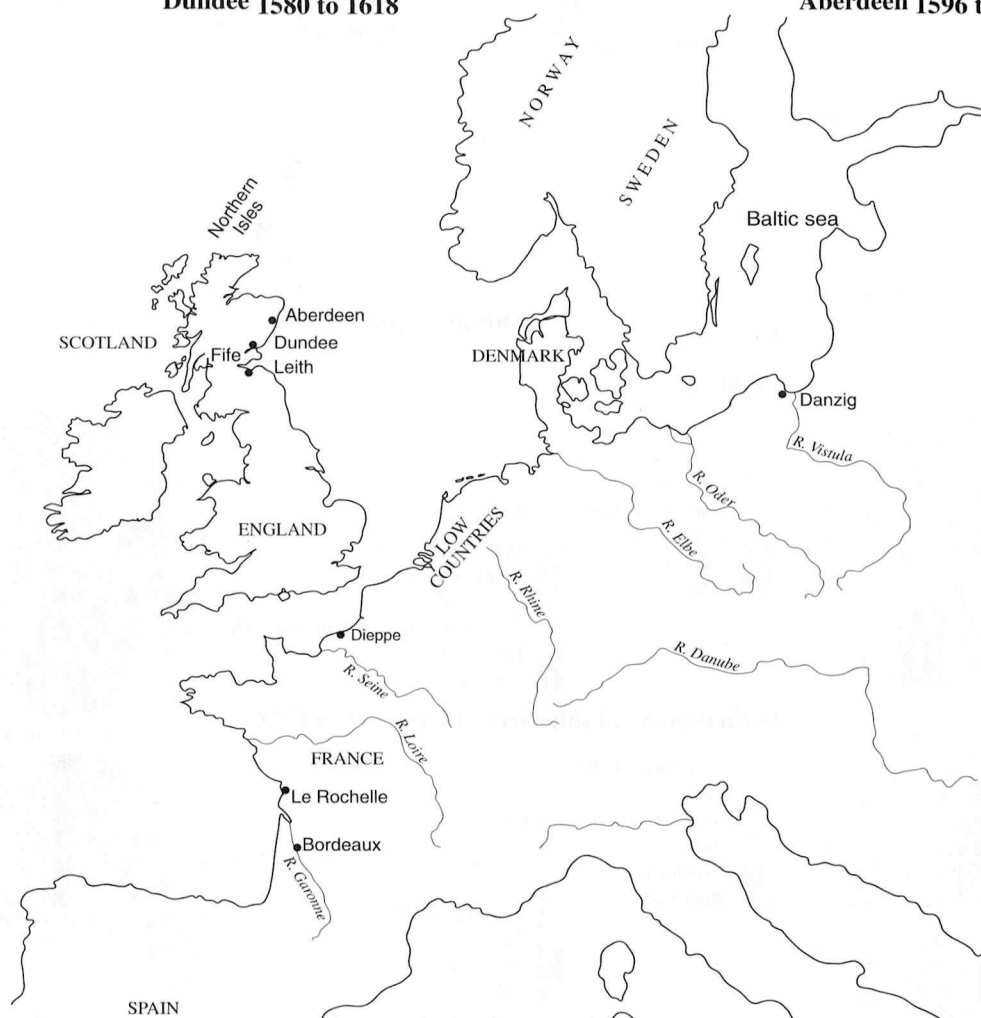 Dundee 1580 to 1618
Aberdeen 1596 t
NORWAY
SWEDEN
Northern
Isles
Baltic sea
Aberdeen
SCOTLAND
Dundee
Fife
Leith
DENMARK
Danzig
R. Vistula
R. Oder
R. Elbe
ENGLAND
LOW
COUNTRIES
R. Rhine
Dieppe
R. Seine
R. Danube
R. Loire
FRANCE
Le Rochelle
Bordeaux
R. Garonne
SPAIN